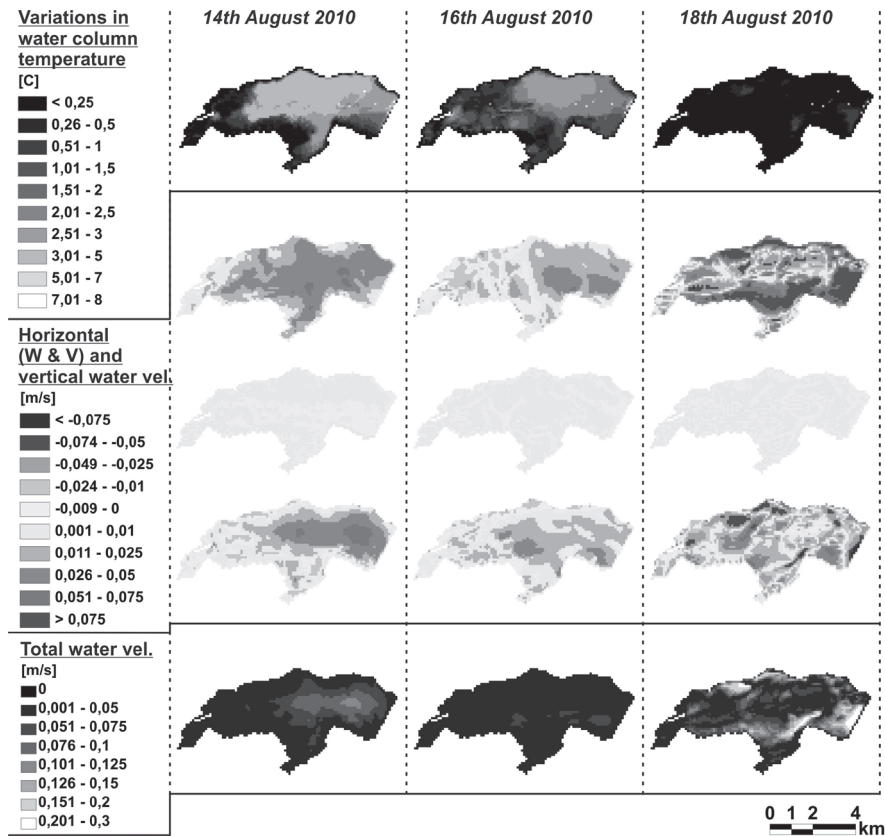 Variations in
water column
temperature
[C]
< 0,25
0,26 - 0,5
0,51 - 1
1,01 - 1,5
1,51 - 2
2,01 - 2,5
2,51 - 3
3,01 - 5
5,01 - 7
7,01 - 8
14th August 2010
16th August 2010
18th August 2010
Horizontal
(W & V) and
vertical water vel.
[m/s]
< -0,075
-0,074 - -0,05
-0,049 - -0,025
-0,024 - -0,01
-0,009 - 0
0,001 - 0,01
0,011 - 0,025
0,026 - 0,05
0,051 - 0,075
> 0,075
Total water vel.
[m/s]
0
0,001 - 0,05
0,051 - 0,075
0,076 - 0,1
0,101 - 0,125
0,126 - 0,15
0,151 - 0,2
0,201 - 0,3
0 1 2 4
km